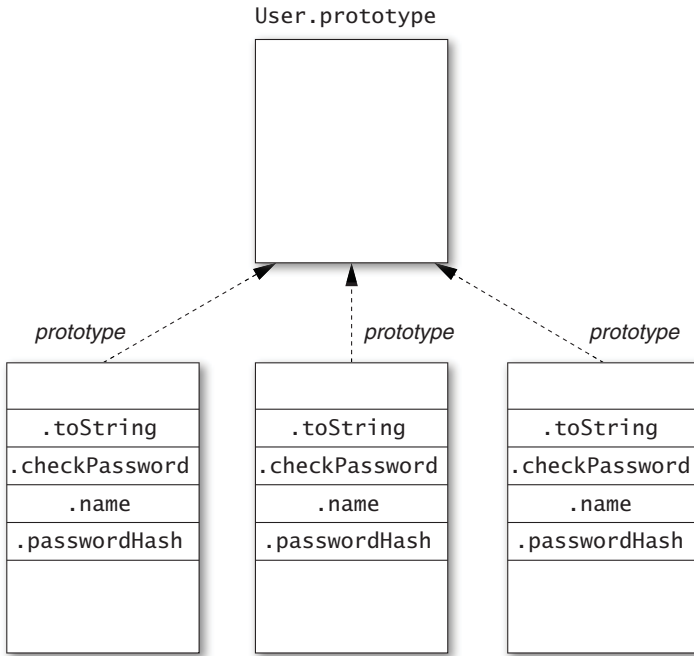 User.prototype
prototype prototype prototype
.toString .toString .toString
.checkPassword .checkPassword .checkPassword
.name .name .name
.passwordHash .passwordHash .passwordHash